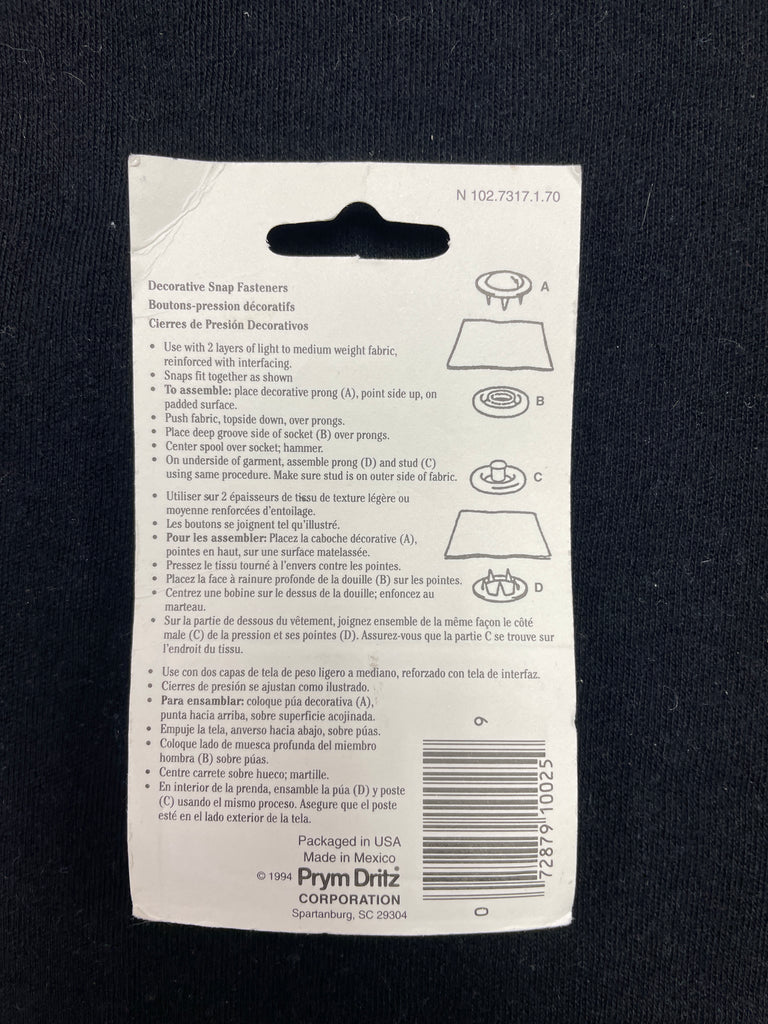 N 102.7317.1.70
Decorative Snap Fasteners
Boutons-pression décoratifs
Cierres de Presión Decorativos
• Use with 2 layers of light to medium weight fabric,
reinforced with interfacing.
• Snaps fit together as shown
• To assemble: place decorative prong (A), point side up, on
padded surface.
• Push fabric, topside down, over prongs.
• Place deep groove side of socket (B) over prongs.
• Center spool over socket; hammer.
• On underside of garment, assemble prong (D) and stud (C)
using same procedure. Make sure stud is on outer side of fabric.
• Utiliser sur 2 épaisseurs de tissu de texture légère ou
moyenne renforcées d'entoilage.
• Les boutons se joignent tel qu'illustré.
• Pour les assembler: Placez la caboche décorative (A),
pointes en haut, sur une surface matelassée.
• Pressez le tissu tourné à l'envers contre les pointes.
• Placez la face à rainure profonde de la douille (B) sur les pointes.
• Centrez une bobine sur le dessus de la douille; enfoncez au
marteau.
• Sur la partie de dessous du vêtement, joignez ensemble de la même façon le côté
male (C) de la pression et ses pointes (D). Assurez-vous que la partie C se trouve sur
l'endroit du tissu.
• Use con dos capas de tela de peso ligero a mediano, reforzado con tela de interfaz.
• Cierres de presión se ajustan como ilustrado.
• Para ensamblar: coloque púa decorativa (A),
punta hacia arriba, sobre superficie acojinada.
• Empuje la tela, anverso hacia abajo, sobre púas.
• Coloque lado de muesca profunda del miembro
hombra (B) sobre púas.
• Centre carrete sobre hueco; martille.
• En interior de la prenda, ensamble la púa (D) y poste
(C) usando el mismo proceso. Asegure que el poste
esté en el lado exterior de la tela.
A
B
C
D
Packaged in USA
Made in Mexico
© 1994 Prym Dritz®
CORPORATION
Spartanburg, SC 29304
0 72879 10025 9